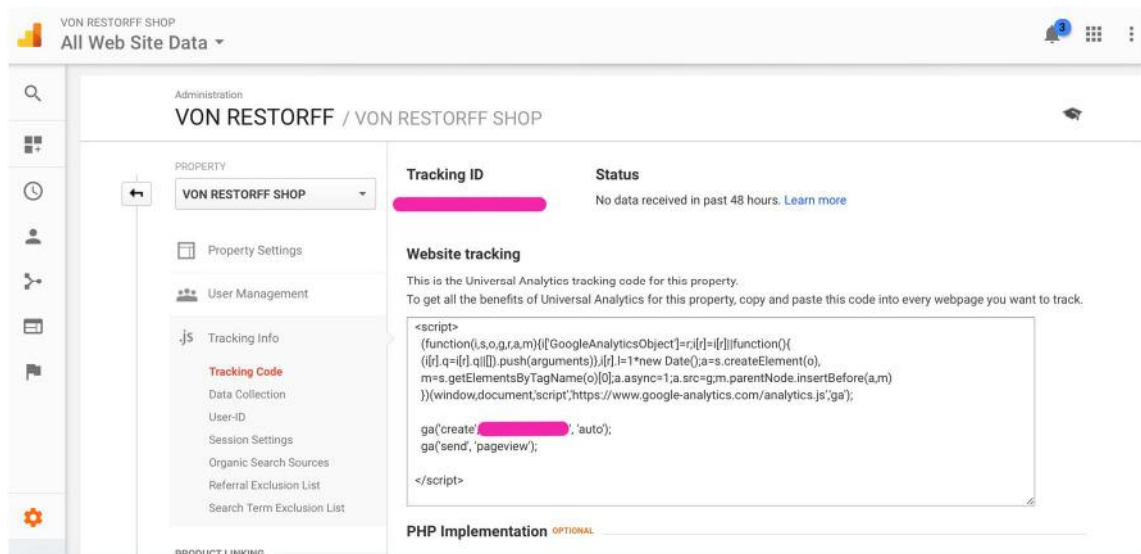 VON RESTORFF SHOP
All Web Site Data
3
Administration
VON RESTORFF / VON RESTORFF SHOP
PROPERTY
VON RESTORFF SHOP
Property Settings
User Management
.js Tracking Info
Tracking Code
Data Collection
User-ID
Session Settings
Organic Search Sources
Referral Exclusion List
Search Term Exclusion List
PRODUCT LINKING
Tracking ID
Status
No data received in past 48 hours. Learn more
Website tracking
This is the Universal Analytics tracking code for this property.
To get all the benefits of Universal Analytics for this property, copy and paste this code into every webpage you want to track.
<script>
(function(i,s,o,g,r,a,m){i['GoogleAnalyticsObject']=r;i[r]=i[r]||function(){
(i[r].q=i[r].q||[]).push(arguments)},i[r].l=1*new Date();a=s.createElement(o),
m=s.getElementsByTagName(o)[0];a.async=1;a.src=g;m.parentNode.insertBefore(a,m)
})(window,document,'script','https://www.google-analytics.com/analytics.js','ga');
ga('create', ', 'auto');
ga('send', 'pageview');
</script>
PHP Implementation OPTIONAL